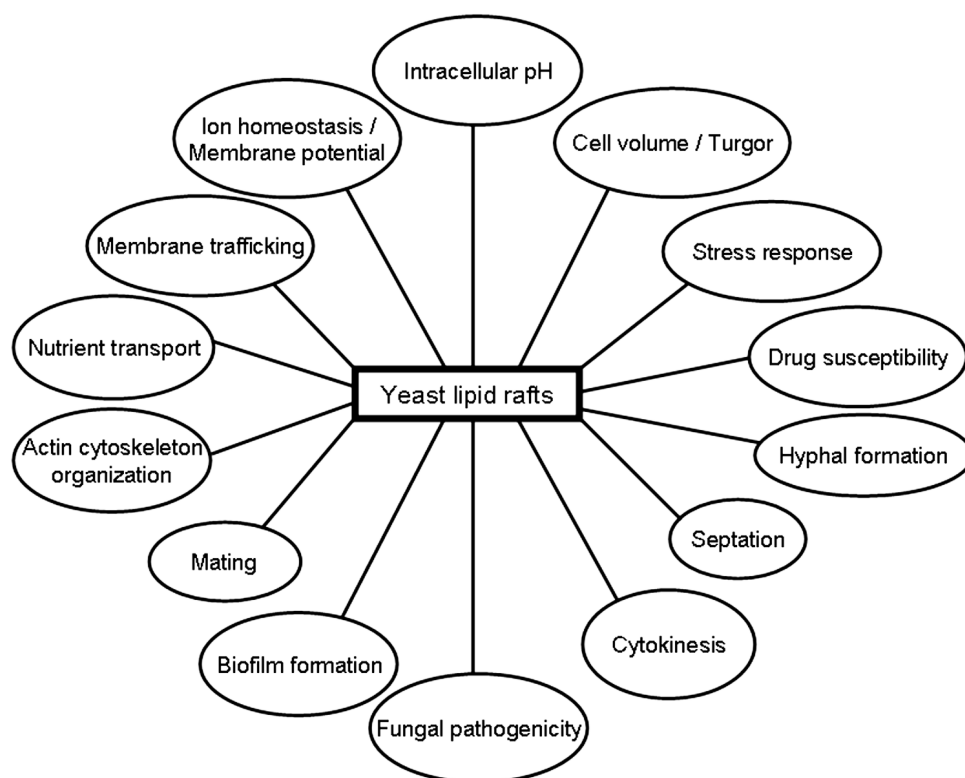 Intracellular pH
Ion homeostasis /
Membrane potential
Cell volume / Turgor
Membrane trafficking
Stress response
Nutrient transport
Drug susceptibility
Yeast lipid rafts
Actin cytoskeleton
organization
Hyphal formation
Mating
Septation
Biofilm formation
Cytokinesis
Fungal pathogenicity